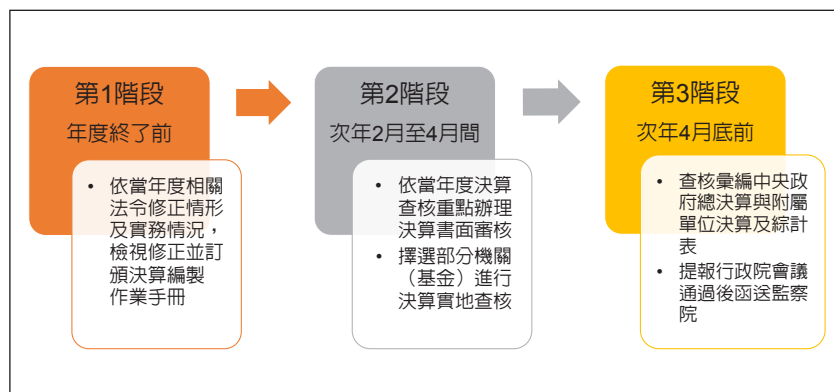 第1階段
年度終了前
• 依當年度相關
法令修正情形
及實務情況，
檢視修正並訂
頒決算編製
作業手冊
第2階段
次年2月至4月間
• 依當年度決算
查核重點辦理
決算書面審核
• 擇選部分機關
（基金）進行
決算實地查核
第3階段
次年4月底前
• 查核彙編中央政
府總決算與附屬
單位決算及綜計
表
• 提報行政院會議
通過後函送監察
院